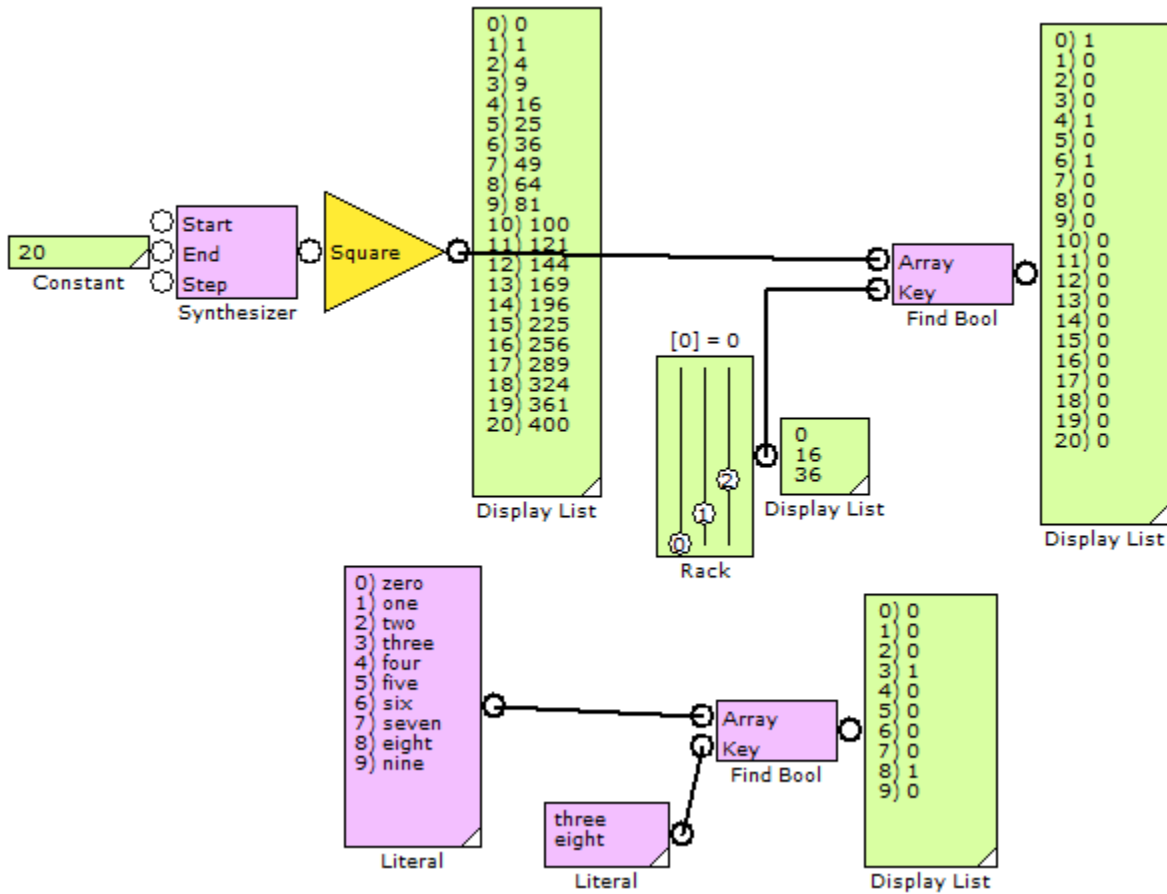 20
Constant
Start
End
Step
Synthesizer
Square
0) 0
1) 1
2) 4
3) 9
4) 16
5) 25
6) 36
7) 49
8) 64
9) 81
10) 100
11) 121
12) 144
13) 169
14) 196
15) 225
16) 256
17) 289
18) 324
19) 361
20) 400
Display List
[0] = 0
0
1
2
Rack
0
16
36
Display List
Array
Key
Find Bool
0) 1
1) 0
2) 0
3) 0
4) 1
5) 0
6) 1
7) 0
8) 0
9) 0
10) 0
11) 0
12) 0
13) 0
14) 0
15) 0
16) 0
17) 0
18) 0
19) 0
20) 0
Display List
0) zero
1) one
2) two
3) three
4) four
5) five
6) six
7) seven
8) eight
9) nine
Literal
three
eight
Literal
Array
Key
Find Bool
0) 0
1) 0
2) 0
3) 1
4) 0
5) 0
6) 0
7) 0
8) 1
9) 0
Display List